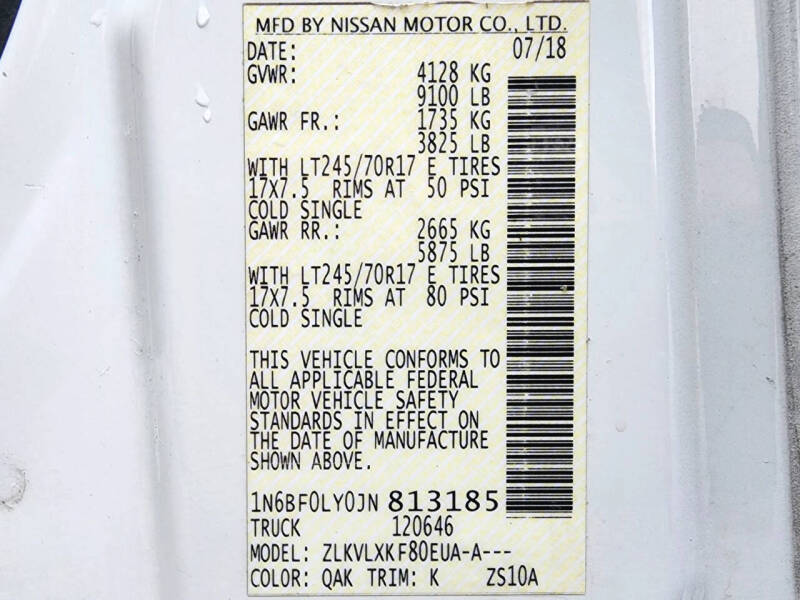 MFD BY NISSAN MOTOR CO., LTD.
DATE: 07/18
GVWR: 4128 KG
9100 LB
GAWR FR.: 1735 KG
3825 LB
WITH LT245/70R17 E TIRES
17X7.5 RIMS AT 50 PSI
COLD SINGLE
GAWR RR.: 2665 KG
5875 LB
WITH LT245/70R17 E TIRES
17X7.5 RIMS AT 80 PSI
COLD SINGLE
THIS VEHICLE CONFORMS TO
ALL APPLICABLE FEDERAL
MOTOR VEHICLE SAFETY
STANDARDS IN EFFECT ON
THE DATE OF MANUFACTURE
SHOWN ABOVE.
1N6BF0LY0JN 813185
TRUCK 120646
MODEL: ZLKVLXKF80EUA-A---
COLOR: QAK TRIM: K ZS10A